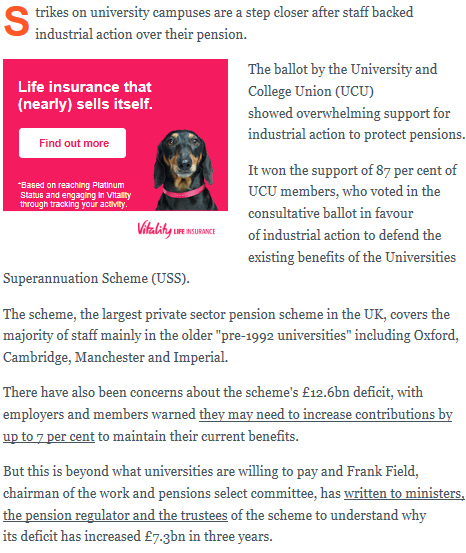 Strikes on university campuses are a step closer after staff backed
industrial action over their pension.
Life insurance that
(nearly) sells itself.
Find out more
*Based on reaching Platinum
Status and engaging in Vitality
through tracking your activity.
Vitality LIFE INSURANCE
The ballot by the University and
College Union (UCU)
showed overwhelming support for
industrial action to protect pensions.
It won the support of 87 per cent of
UCU members, who voted in the
consultative ballot in favour
of industrial action to defend the
existing benefits of the Universities
Superannuation Scheme (USS).
The scheme, the largest private sector pension scheme in the UK, covers the
majority of staff mainly in the older "pre-1992 universities" including Oxford,
Cambridge, Manchester and Imperial.
There have also been concerns about the scheme's £12.6bn deficit, with
employers and members warned they may need to increase contributions by
up to 7 per cent to maintain their current benefits.
But this is beyond what universities are willing to pay and Frank Field,
chairman of the work and pensions select committee, has written to ministers,
the pension regulator and the trustees of the scheme to understand why
its deficit has increased £7.3bn in three years.